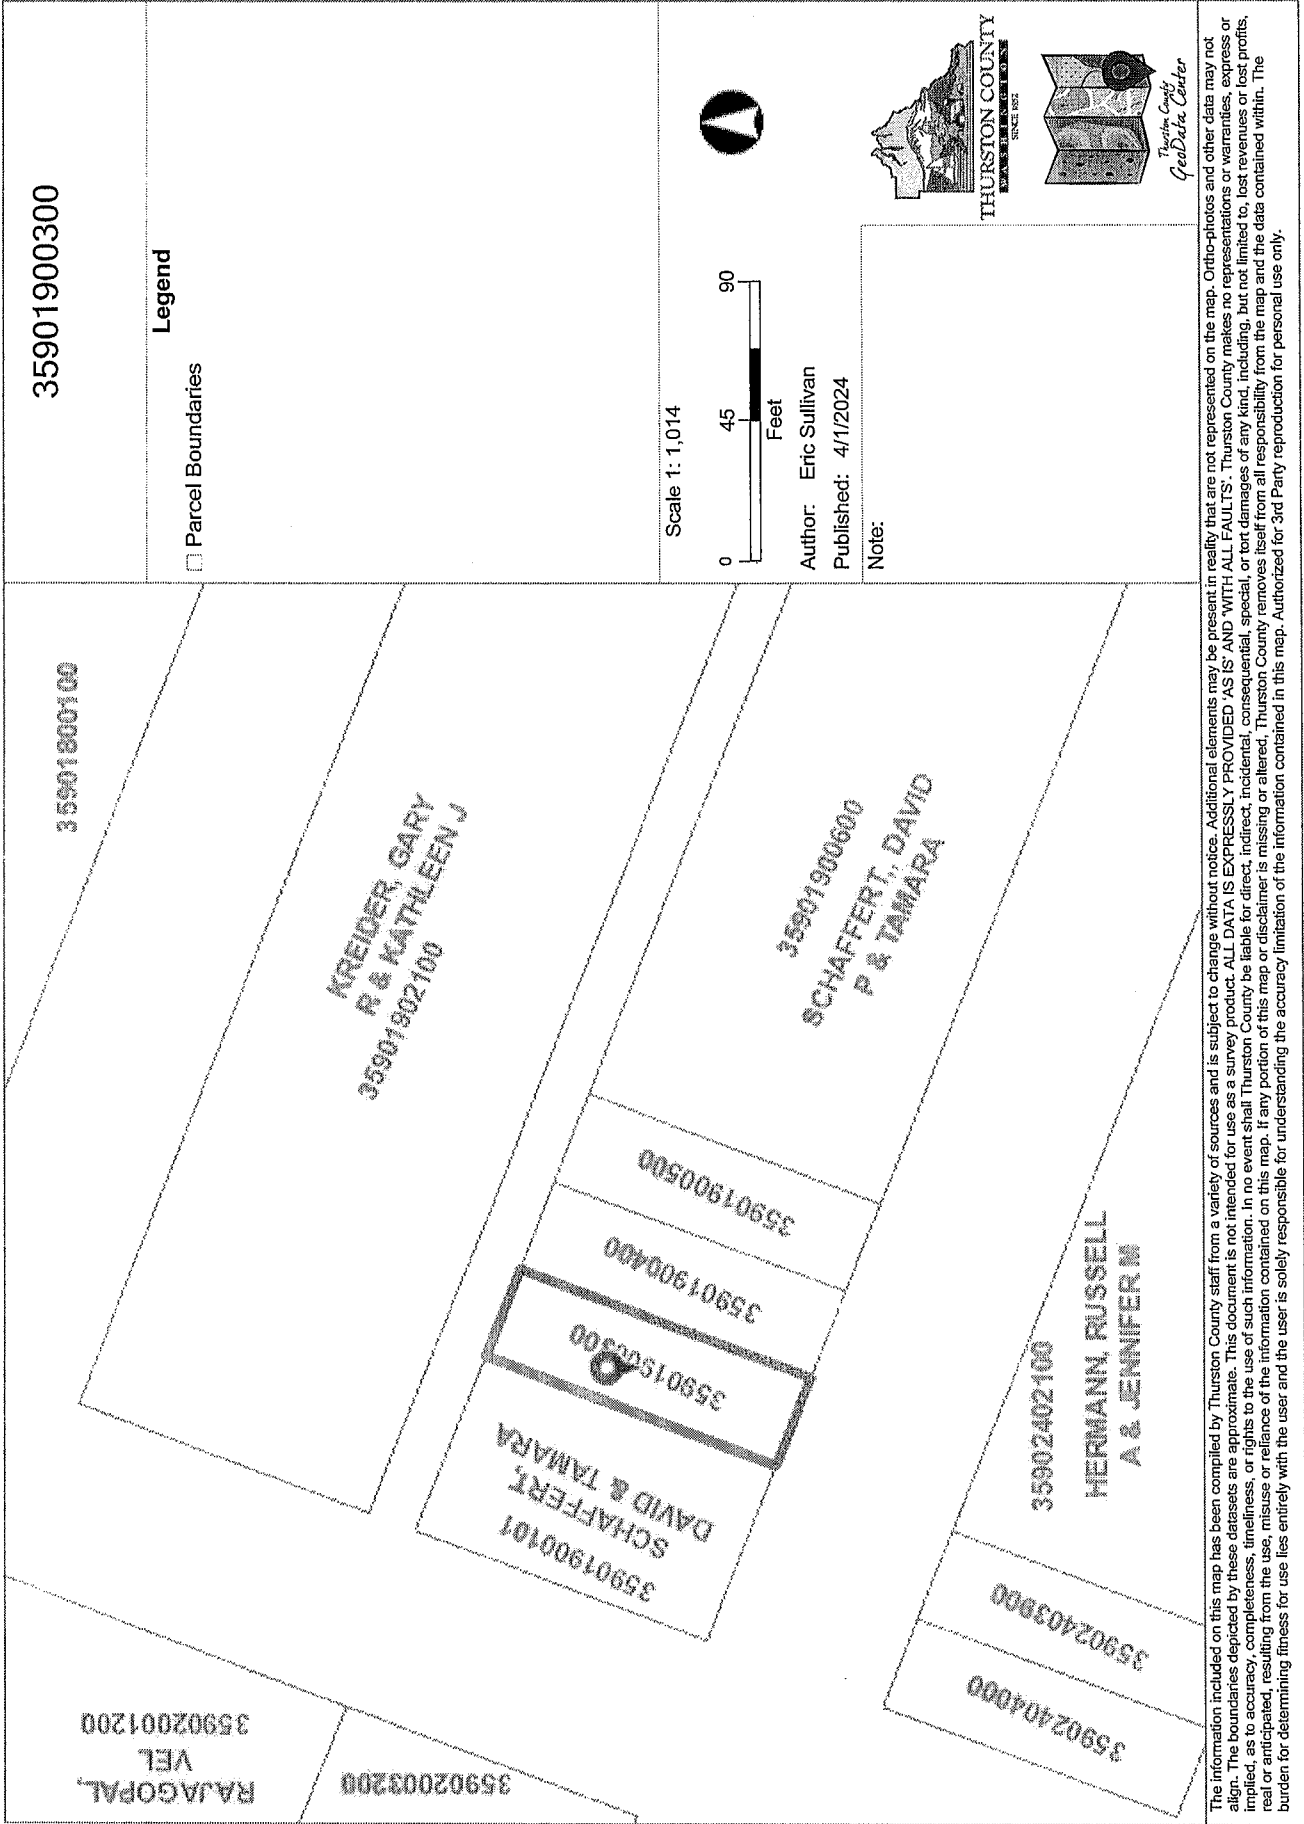 35901900300
Legend
Parcel Boundaries
Scale 1: 1,014
0 45 90
Feet
Author: Eric Sullivan
Published: 4/1/2024
Note:
THURSTON COUNTY
WASHINGTON
SINCE 1852
Thurston County
GeoData Center
35901800100
KREIDER, GARY
R & KATHLEEN J
35901902100
35901900600
SCHAFFERT,, DAVID
P & TAMARA
35901900500
35901900400
35901900300
DAVID & TAMARA
SCHAFFERT,
35901900101
35902402100
HERMANN, RUSSELL
A & JENNIFER M
35902403900
35902404000
RAJAGOPAL,
VEL
35902001200
35902003200
The information included on this map has been compiled by Thurston County staff from a variety of sources and is subject to change without notice. Additional elements may be present in reality that are not represented on the map. Ortho-photos and other data may not
align. The boundaries depicted by these datasets are approximate. This document is not intended for use as a survey product. ALL DATA IS EXPRESSLY PROVIDED 'AS IS' AND 'WITH ALL FAULTS'. Thurston County makes no representations or warranties, express or
implied, as to accuracy, completeness, timeliness, or rights to the use of such information. In no event shall Thurston County be liable for direct, indirect, incidental, consequential, special, or tort damages of any kind, including, but not limited to, lost revenues or lost profits,
real or anticipated, resulting from the use, misuse or reliance of the information contained on this map. If any portion of this map or disclaimer is missing or altered, Thurston County removes itself from all responsibility from the map and the data contained within. The
burden for determining fitness for use lies entirely with the user and the user is solely responsible for understanding the accuracy limitation of the information contained in this map. Authorized for 3rd Party reproduction for personal use only.